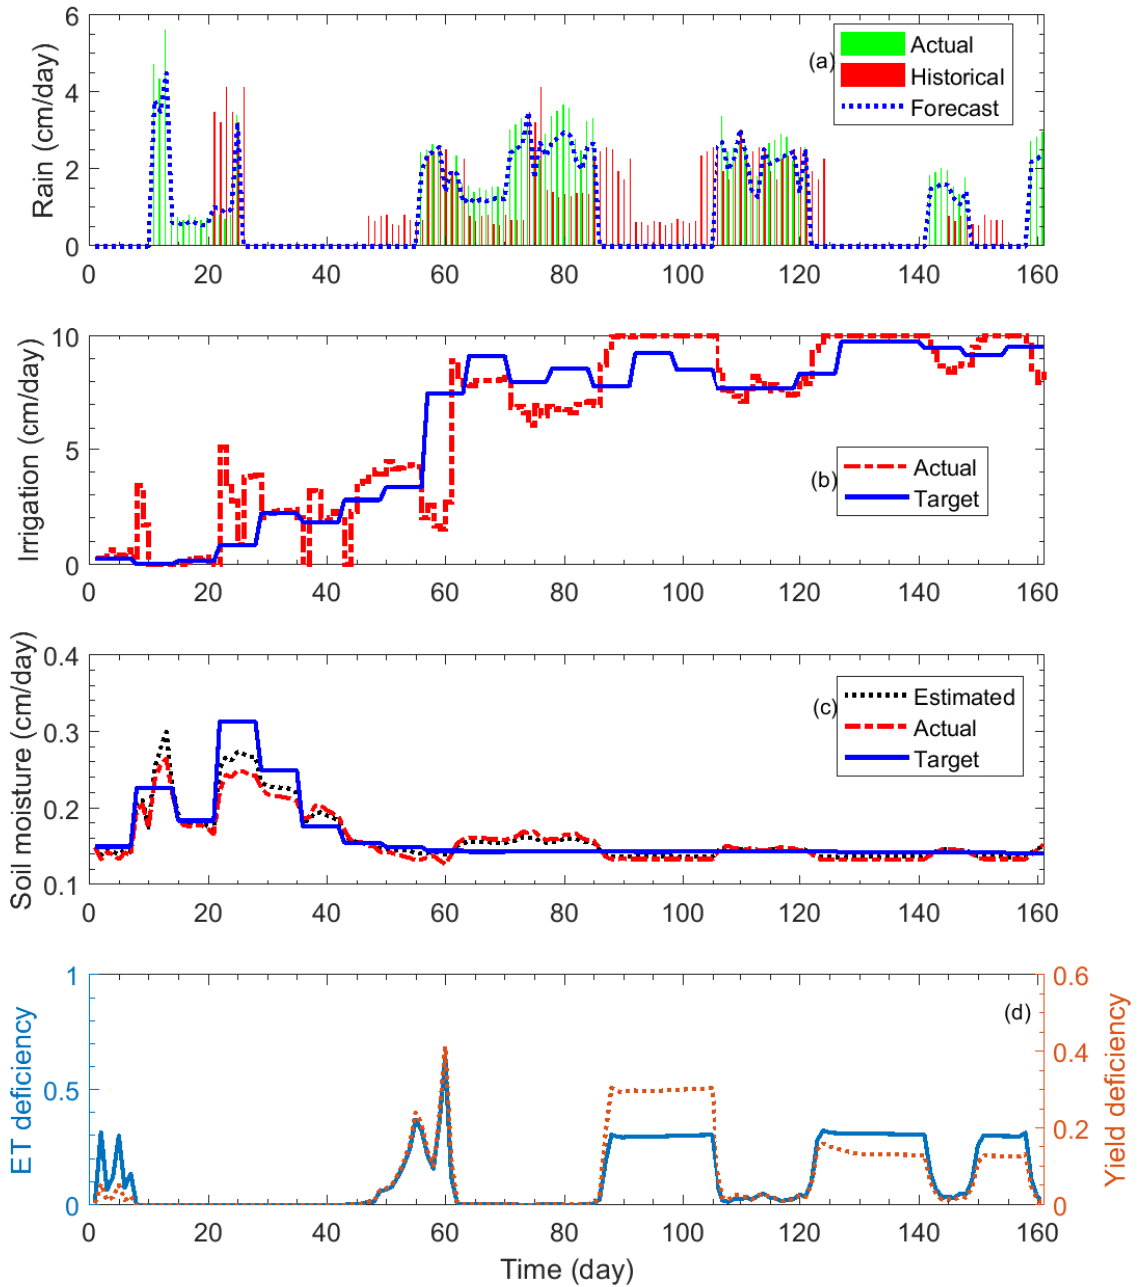 6
4
2
0
Rain (cm/day)
(a)
Actual
Historical
Forecast
0 20 40 60 80 100 120 140 160
10
5
0
Irrigation (cm/day)
(b)
Actual
Target
0 20 40 60 80 100 120 140 160
0.4
0.3
0.2
0.1
Soil moisture (cm/day)
(c)
Estimated
Actual
Target
0 20 40 60 80 100 120 140 160
1
0.5
0
ET deficiency
(d)
0.6
0.4
0.2
0
Yield deficiency
0 20 40 60 80 100 120 140 160
Time (day)